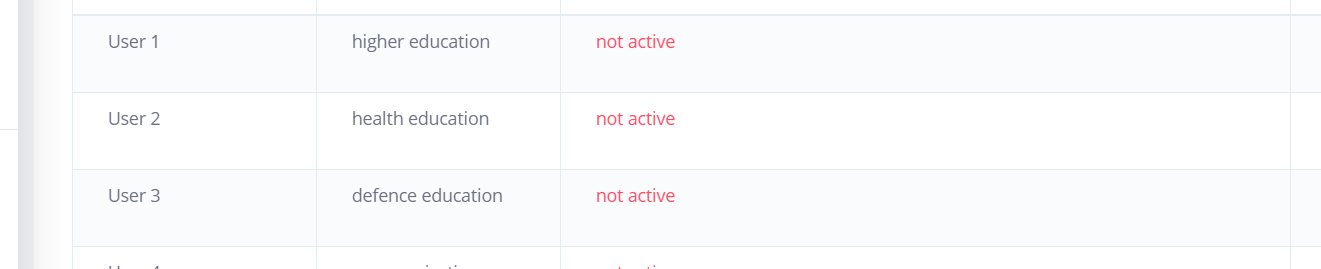 User 1 higher education not active
User 2 health education not active
User 3 defence education not active